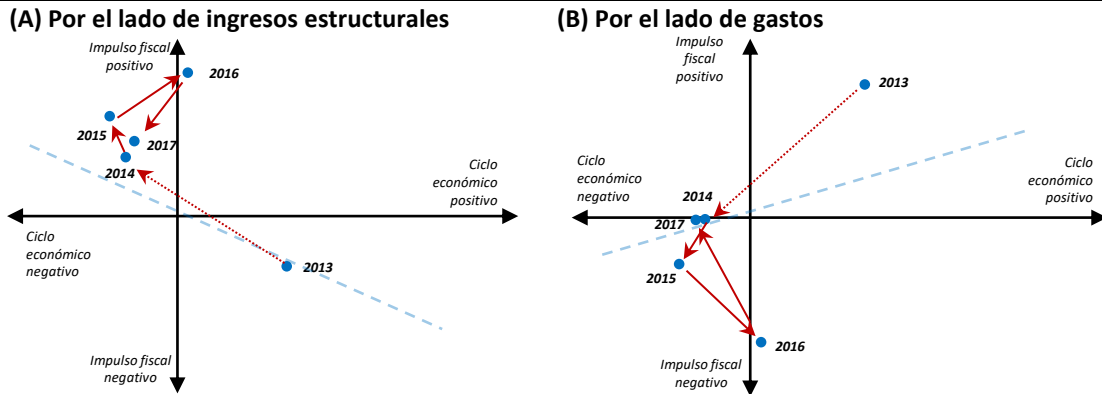 (A) Por el lado de ingresos estructurales
Impulso fiscal
positivo
2016
2015
2017
2014
Ciclo
económico
positivo
Ciclo
económico
negativo
2013
Impulso fiscal
negativo
(B) Por el lado de gastos
Impulso
fiscal
positivo
2013
Ciclo
económico
negativo
Ciclo
económico
positivo
2014
2017
2015
2016
Impulso fiscal
negativo